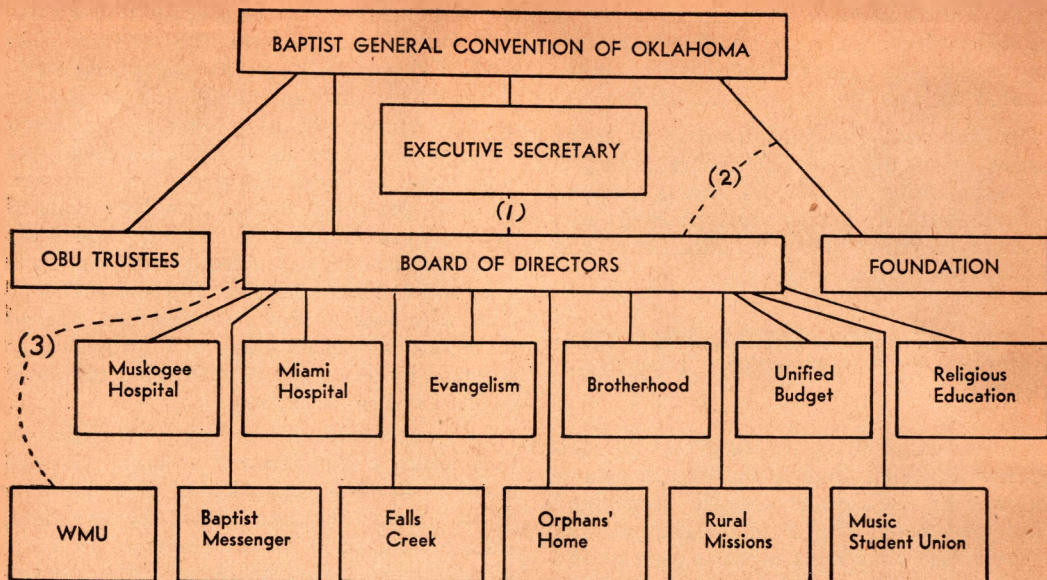 BAPTIST GENERAL CONVENTION OF OKLAHOMA
EXECUTIVE SECRETARY
(2)
(1)
OBU TRUSTEES
BOARD OF DIRECTORS
FOUNDATION
(3)
Muskogee
Hospital
Miami
Hospital
Evangelism
Brotherhood
Unified
Budget
Religious
Education
WMU
Baptist
Messenger
Falls
Creek
Orphans'
Home
Rural
Missions
Music
Student Union